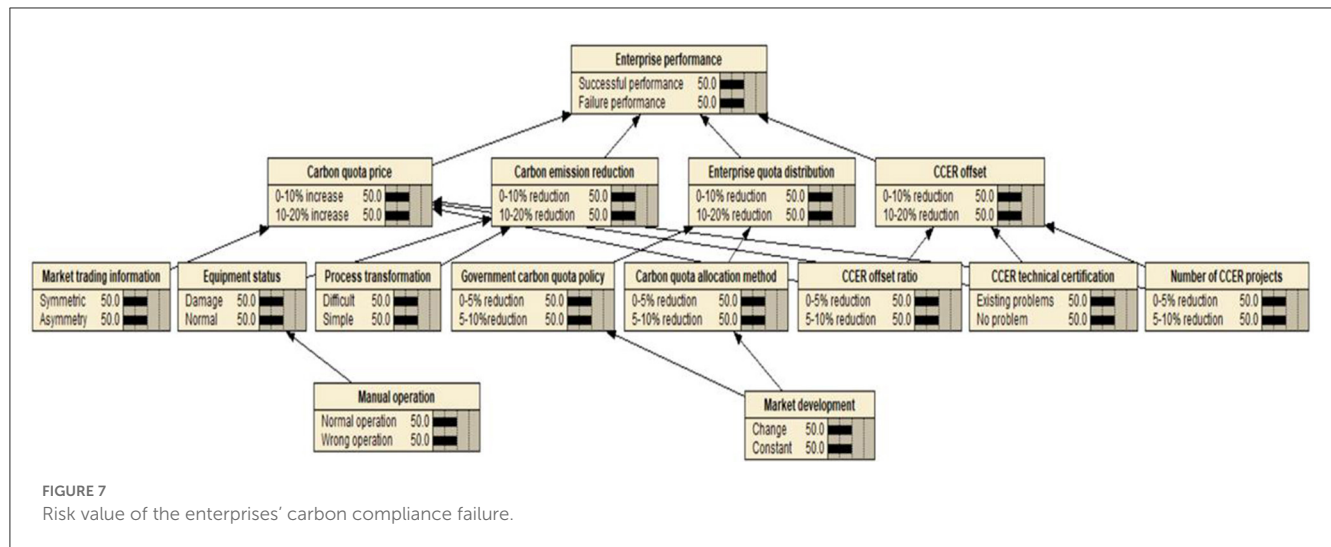 Enterprise performance
Successful performance 50.0
Failure performance 50.0
Carbon quota price
0-10% increase 50.0
10-20% increase 50.0
Carbon emission reduction
0-10% reduction 50.0
10-20% reduction 50.0
Enterprise quota distribution
0-10% reduction 50.0
10-20% reduction 50.0
CCER offset
0-10% reduction 50.0
10-20% reduction 50.0
Market trading information
Symmetric 50.0
Asymmetry 50.0
Equipment status
Damage 50.0
Normal 50.0
Process transformation
Difficult 50.0
Simple 50.0
Government carbon quota policy
0-5% reduction 50.0
5-10%reduction 50.0
Carbon quota allocation method
0-5% reduction 50.0
5-10% reduction 50.0
CCER offset ratio
0-5% reduction 50.0
5-10% reduction 50.0
CCER technical certification
Existing problems 50.0
No problem 50.0
Number of CCER projects
0-5% reduction 50.0
5-10% reduction 50.0
Manual operation
Normal operation 50.0
Wrong operation 50.0
Market development
Change 50.0
Constant 50.0
FIGURE 7
Risk value of the enterprises' carbon compliance failure.